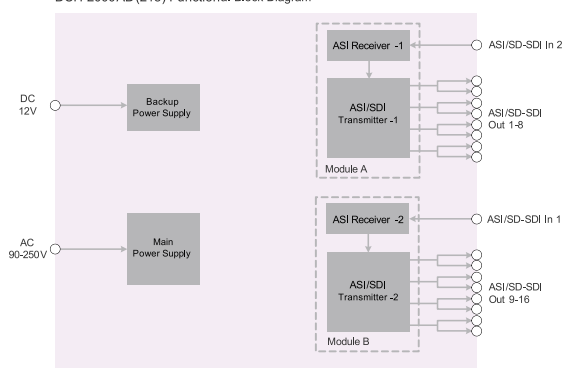 Functional Block Diagram
ASI Receiver -1
ASI/SD-SDI In 2
DC
12V
Backup
Power Supply
ASI/SDI
Transmitter -1
ASI/SD-SDI
Out 1-8
Module A
ASI Receiver -2
ASI/SD-SDI In 1
AC
90-250V
Main
Power Supply
ASI/SDI
Transmitter -2
ASI/SD-SDI
Out 9-16
Module B